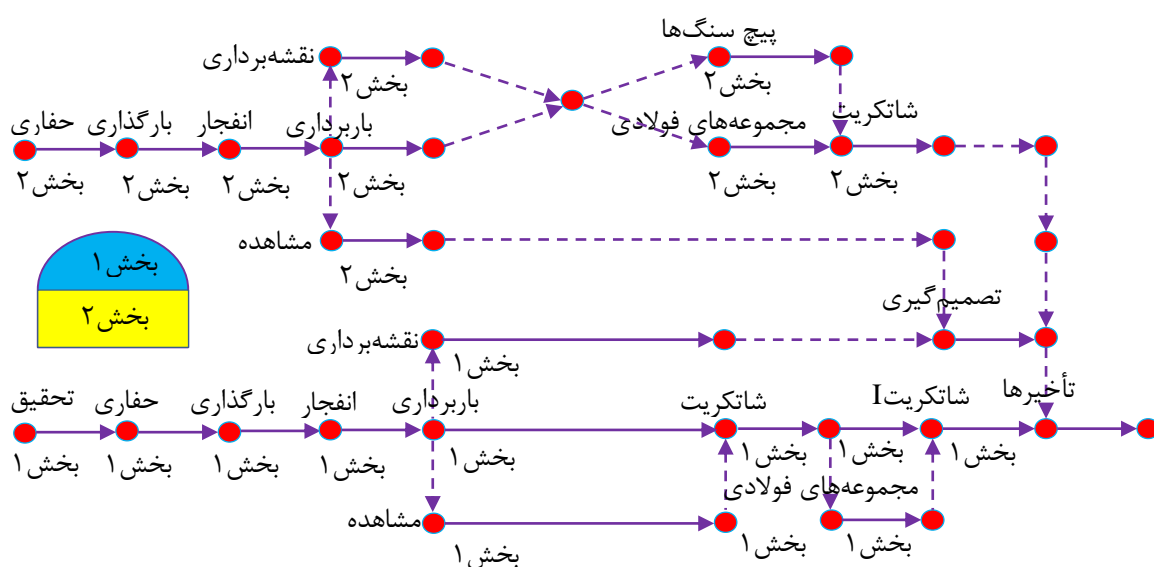 پیچ سنگ‌ها
نقشه‌برداری
بخش۲
بخش۲
حفاری
بارگذاری
انفجار
باربرداری
مجموعه‌های فولادی
شاتکریت
بخش۲
بخش۲
بخش۲
بخش۲
بخش۲
بخش۲
مشاهده
بخش۲
بخش۱
بخش۲
تصمیم‌گیری
نقشه‌برداری
بخش۱
تحقیق
حفاری
بارگذاری
انفجار
باربرداری
شاتکریت
شاتکریتI
تأخیرها
بخش۱
بخش۱
بخش۱
بخش۱
بخش۱
بخش۱
بخش۱
بخش۱
مجموعه‌های فولادی
مشاهده
بخش۱
بخش۱
بخش۱